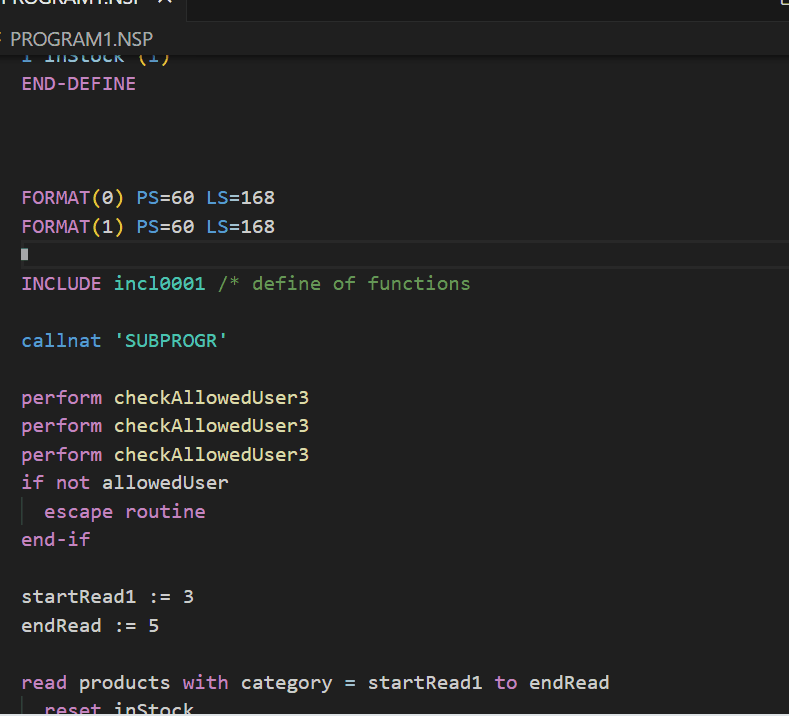 PROGRAM1.NSP
PROGRAM1.NSP
1 inStock (1)
END-DEFINE
FORMAT(0) PS=60 LS=168
FORMAT(1) PS=60 LS=168
INCLUDE incl0001 /* define of functions
callnat 'SUBPROGR'
perform checkAllowedUser3
perform checkAllowedUser3
perform checkAllowedUser3
if not allowedUser
escape routine
end-if
startRead1 := 3
endRead := 5
read products with category = startRead1 to endRead
reset inStock